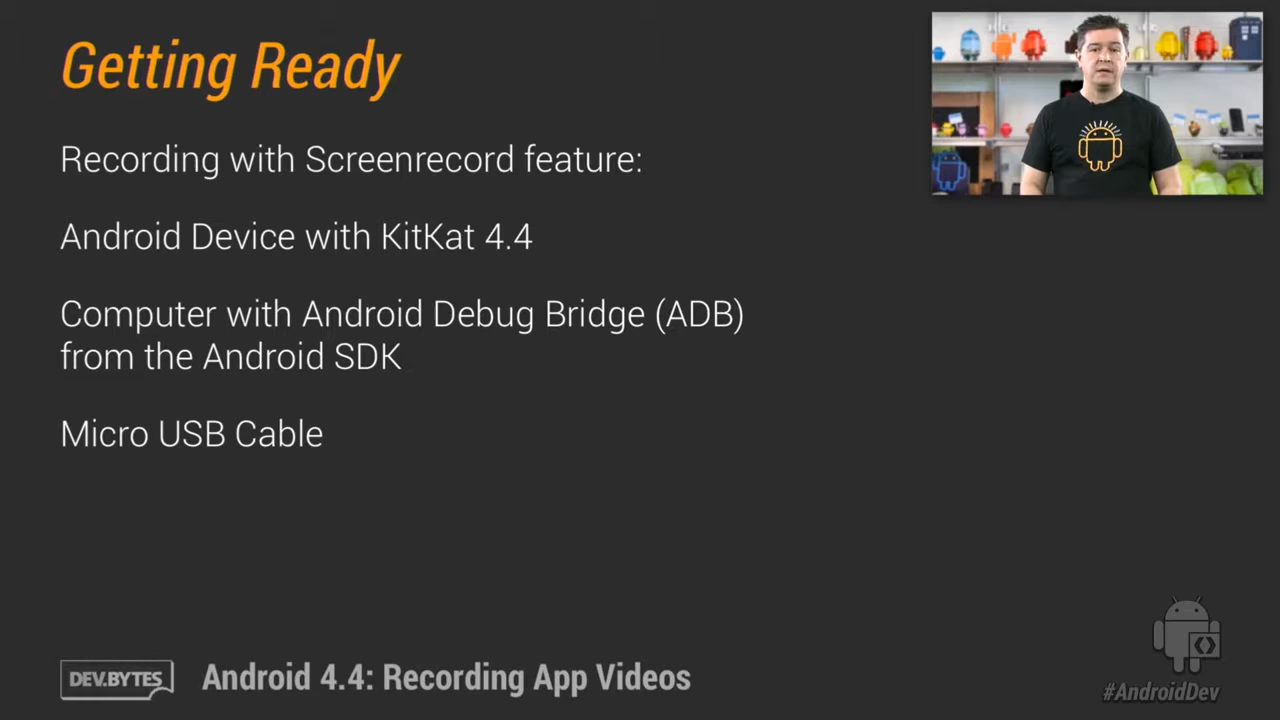 Getting Ready
Recording with Screenrecord feature:
Android Device with KitKat 4.4
Computer with Android Debug Bridge (ADB)
from the Android SDK
Micro USB Cable
DEV.BYTES
Android 4.4: Recording App Videos
#AndroidDev